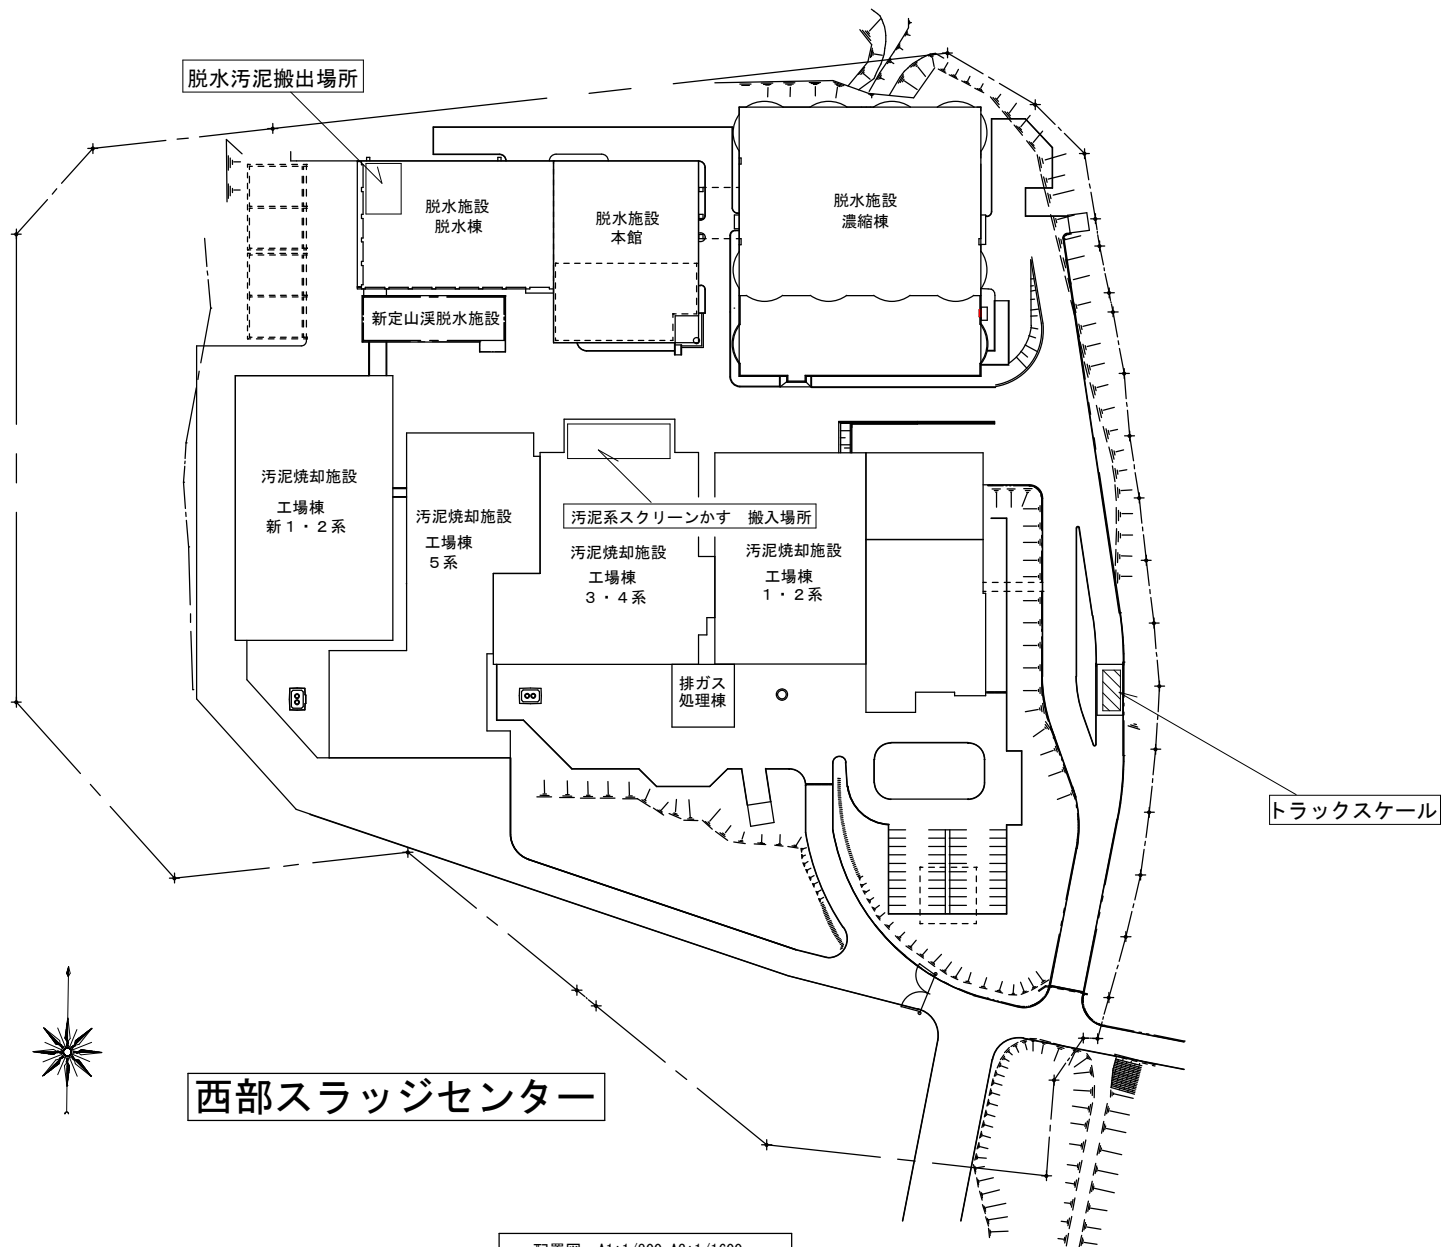 脱水汚泥搬出場所
脱水施設
脱水棟
脱水施設
本館
脱水施設
濃縮棟
新定山渓脱水施設
汚泥焼却施設
工場棟
新1・2系
汚泥焼却施設
工場棟
5系
汚泥系スクリーンかす　搬入場所
汚泥焼却施設
工場棟
3・4系
汚泥焼却施設
工場棟
1・2系
排ガス
処理棟
トラックスケール
西部スラッジセンター